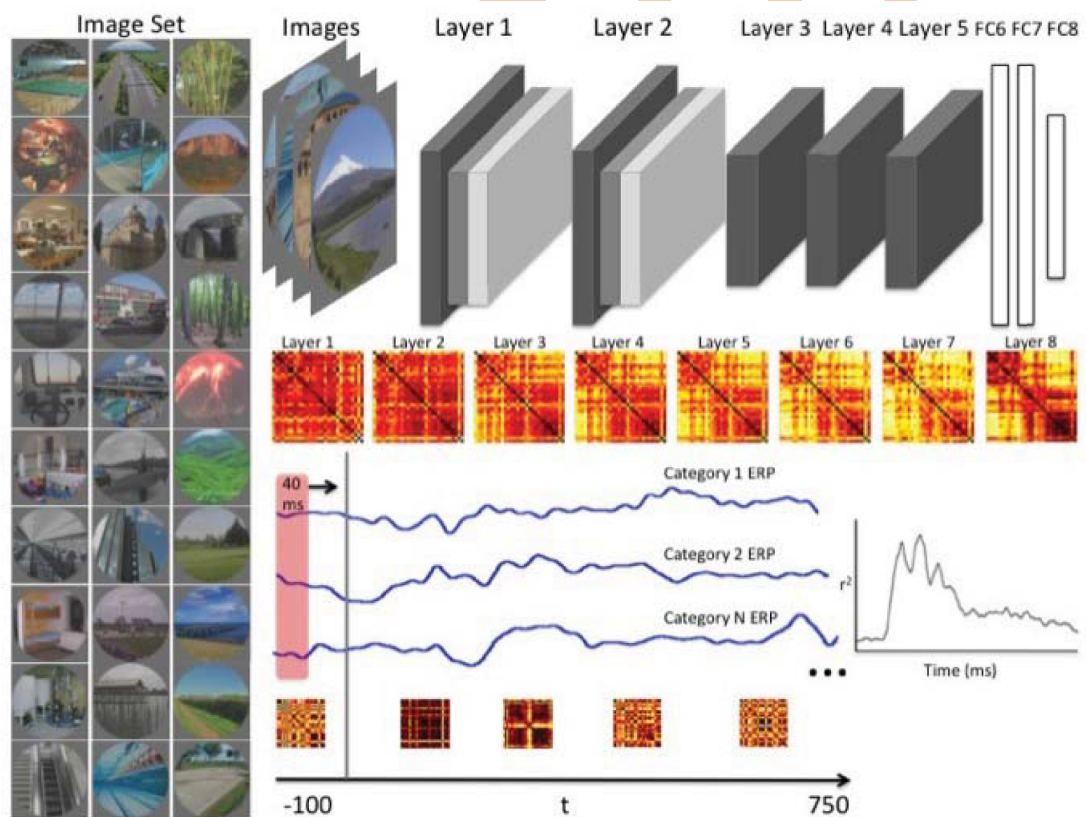 Image Set
Images
Layer 1
Layer 2
Layer 3
Layer 4
Layer 5
FC6
FC7
FC8
Layer 1
Layer 2
Layer 3
Layer 4
Layer 5
Layer 6
Layer 7
Layer 8
40
ms
Category 1 ERP
Category 2 ERP
Category N ERP
...
r²
Time (ms)
-100
t
750